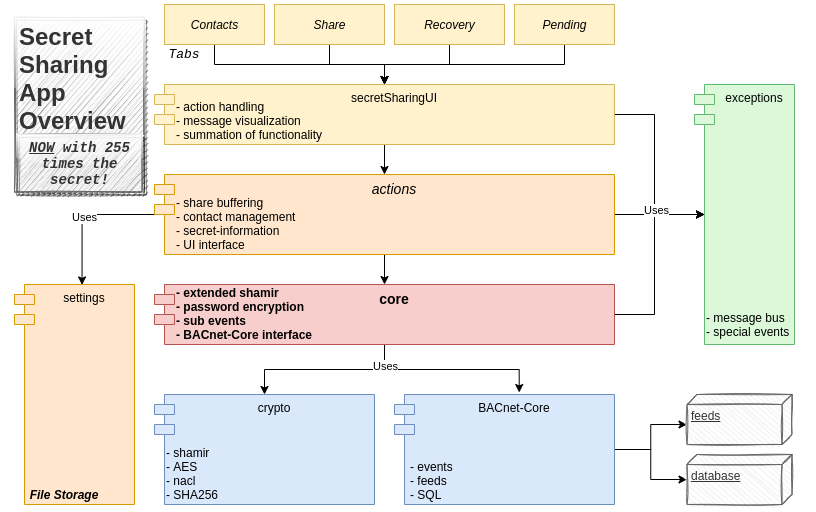 Secret
Sharing
App
Overview
NOW with 255
times the
secret!
Contacts
Share
Recovery
Pending
Tabs
secretSharingUI
- action handling
- message visualization
- summation of functionality
exceptions
- message bus
- special events
Uses
actions
- share buffering
- contact management
- secret-information
- UI interface
Uses
settings
File Storage
core
- extended shamir
- password encryption
- sub events
- BACnet-Core interface
Uses
crypto
- shamir
- AES
- nacl
- SHA256
BACnet-Core
- events
- feeds
- SQL
feeds
database